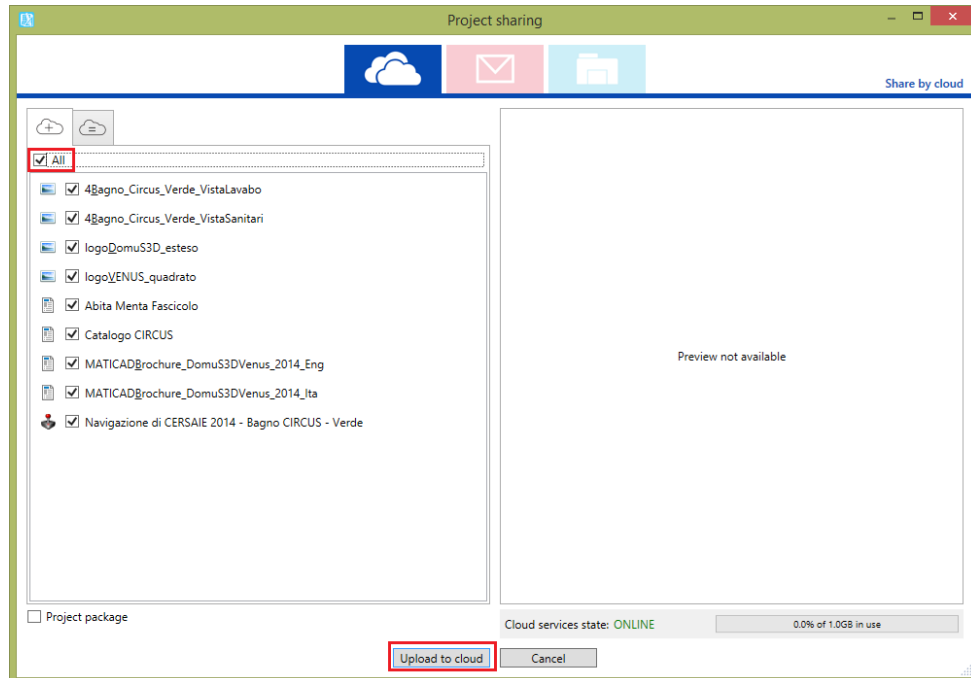 Project sharing
Share by cloud
All
4Bagno_Circus_Verde_VistaLavabo
4Bagno_Circus_Verde_VistaSanitari
logoDomuS3D_esteso
logoVENUS_quadrato
Abita Menta Fascicolo
Catalogo CIRCUS
MATICADBrochure_DomuS3DVenus_2014_Eng
MATICADBrochure_DomuS3DVenus_2014_Ita
Navigazione di CERSAIE 2014 - Bagno CIRCUS - Verde
Preview not available
Project package
Cloud services state: ONLINE
0.0% of 1.0GB in use
Upload to cloud
Cancel